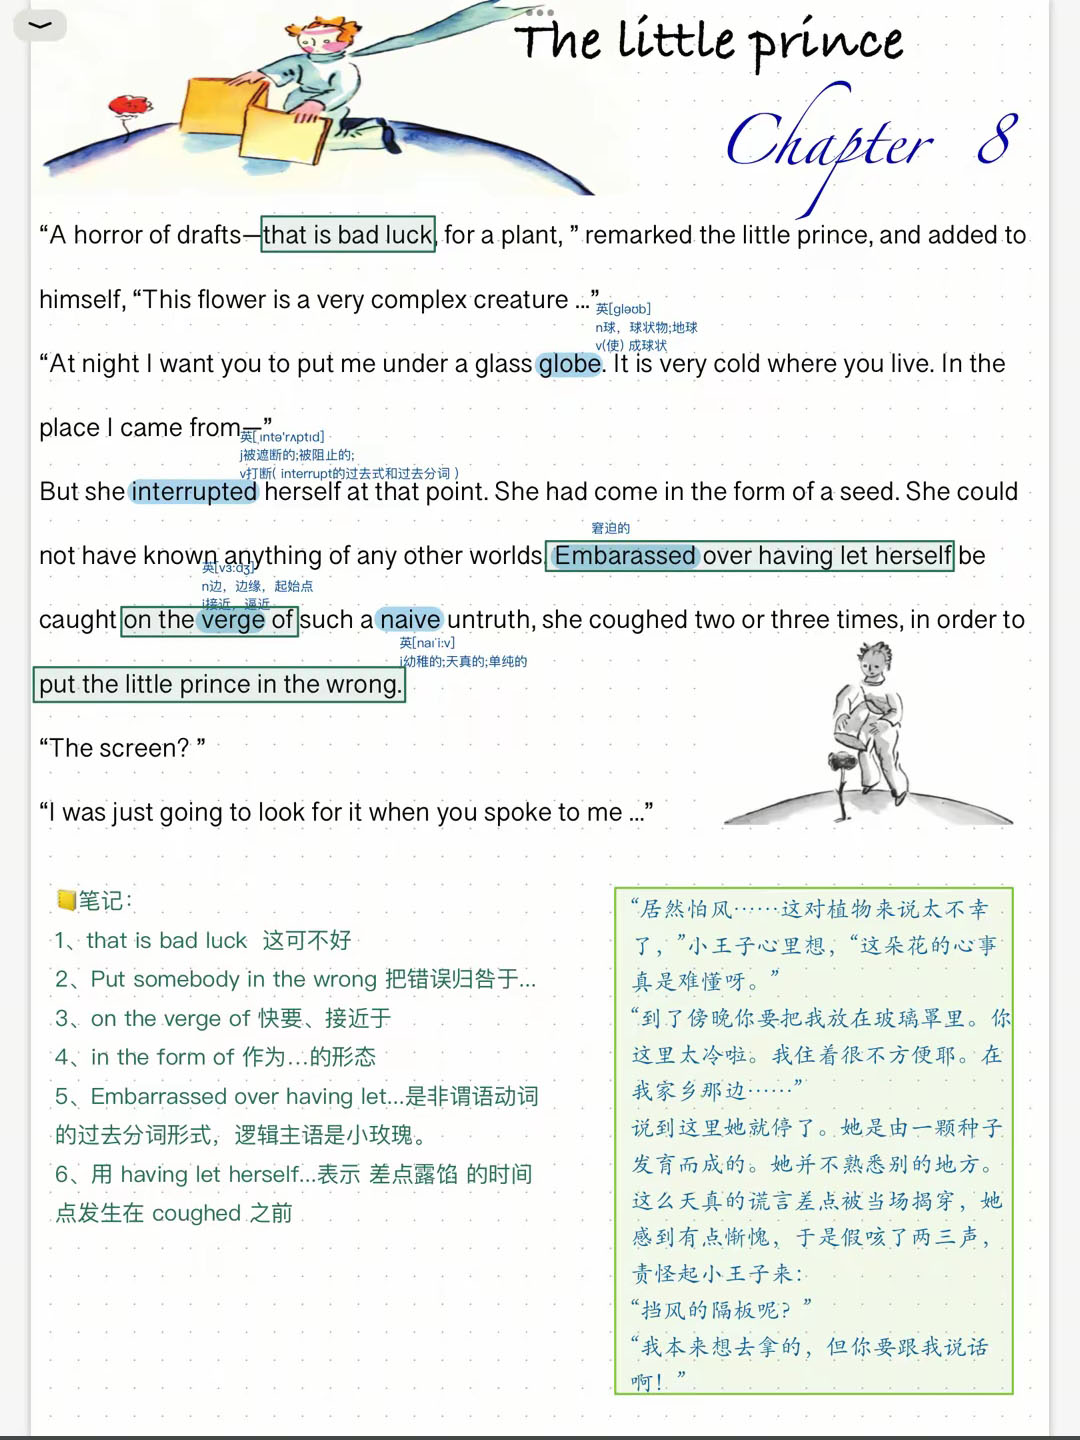 The little prince
Chapter 8
“A horror of drafts—that is bad luck, for a plant, ” remarked the little prince, and added to
himself, “This flower is a very complex creature ...”
英[gləʊb]
n球，球状物;地球
v(使) 成球状
“At night I want you to put me under a glass globe. It is very cold where you live. In the
place I came from—”
英[ˌɪntəˈrʌptɪd]
j被遮断的;被阻止的;
v打断( interrupt的过去式和过去分词 )
But she interrupted herself at that point. She had come in the form of a seed. She could
窘迫的
not have known anything of any other worlds. Embarassed over having let herself be
英[vɜːdʒ]
n边，边缘，起始点
i接近，逼近
caught on the verge of such a naive untruth, she coughed two or three times, in order to
英[naɪˈiːv]
j幼稚的;天真的;单纯的
put the little prince in the wrong.
“The screen? ”
“I was just going to look for it when you spoke to me ...”
笔记：
1、that is bad luck 这可不好
2、Put somebody in the wrong 把错误归咎于...
3、on the verge of 快要、接近于
4、in the form of 作为...的形态
5、Embarrassed over having let...是非谓语动词
的过去分词形式，逻辑主语是小玫瑰。
6、用 having let herself...表示 差点露馅 的时间
点发生在 coughed 之前
“居然怕风……这对植物来说太不幸
了，”小王子心里想，“这朵花的心事
真是难懂呀。”
“到了傍晚你要把我放在玻璃罩里。你
这里太冷啦。我住着很不方便耶。在
我家乡那边……”
说到这里她就停了。她是由一颗种子
发育而成的。她并不熟悉别的地方。
这么天真的谎言差点被当场揭穿，她
感到有点惭愧，于是假咳了两三声，
责怪起小王子来：
“挡风的隔板呢？”
“我本来想去拿的，但你要跟我说话
啊！”